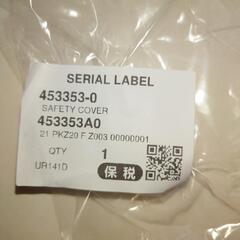 SERIAL LABEL
453353-0
SAFETY COVER
453353A0
21 PKZ20 F Z003 00000001
QTY 1
保税
UR141D